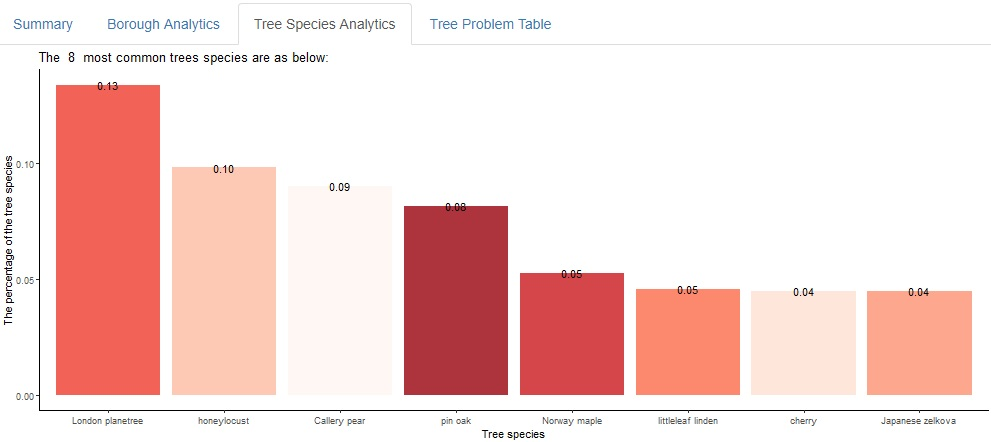 Summary Borough Analytics Tree Species Analytics Tree Problem Table
The 8 most common trees species are as below:
The percentage of the tree species
0.10
0.05
0.00
0.13
0.10
0.09
0.08
0.05
0.05
0.04
0.04
London planetree honeylocust Callery pear pin oak Norway maple littleleaf linden cherry Japanese zelkova
Tree species